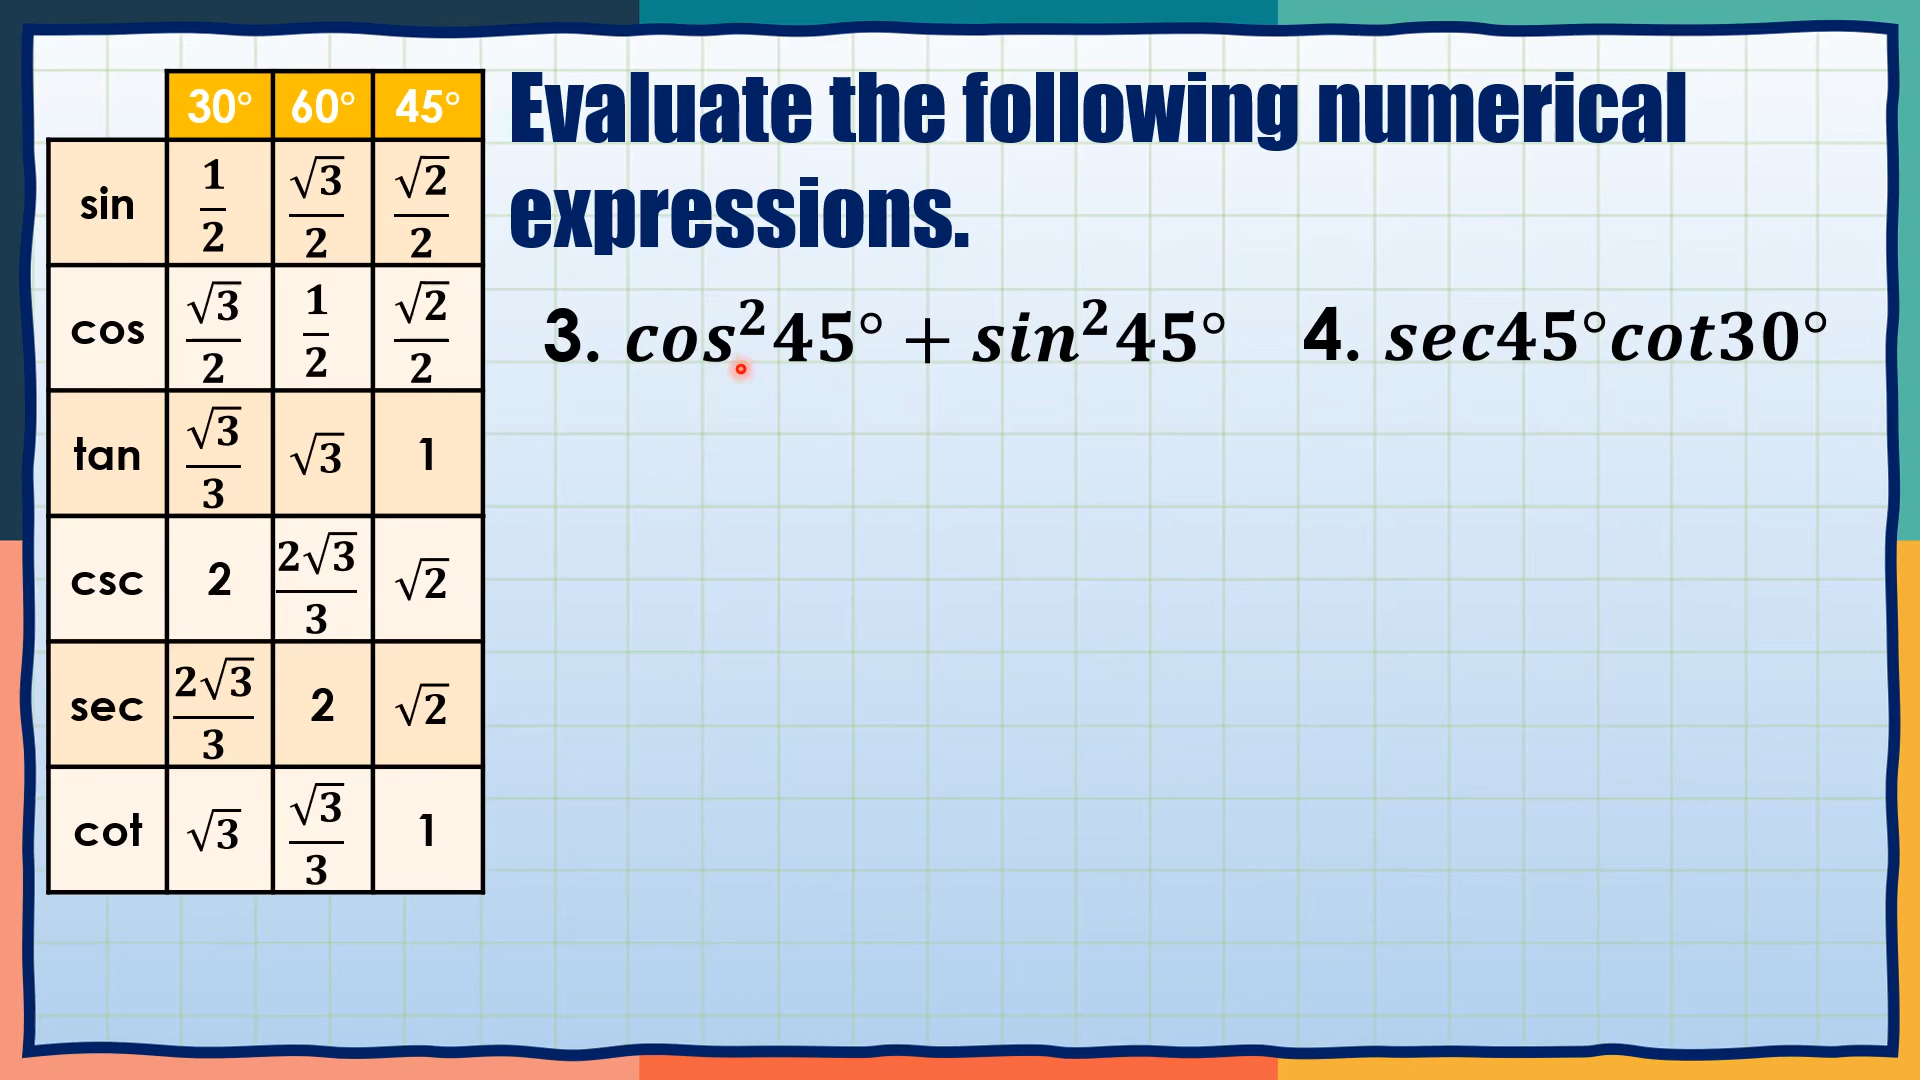 30° 60° 45°
sin 1/2 √3/2 √2/2
cos √3/2 1/2 √2/2
tan √3/3 √3 1
csc 2 2√3/3 √2
sec 2√3/3 2 √2
cot √3 √3/3 1
Evaluate the following numerical
expressions.
3. cos²45° + sin²45°
4. sec45°cot30°